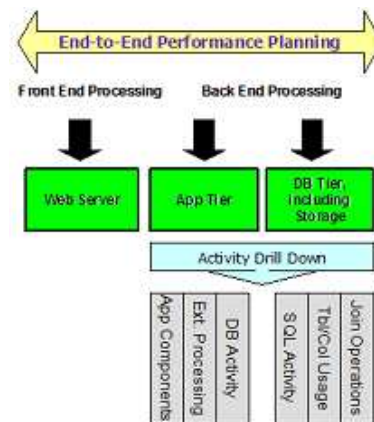 End-to-End Performance Planning
Front End Processing
Back End Processing
Web Server
App Tier
DB Tier,
including
Storage
Activity Drill Down
App Components
Ext. Processing
DB Activity
SQL Activity
Tbl/Col Usage
Join Operations